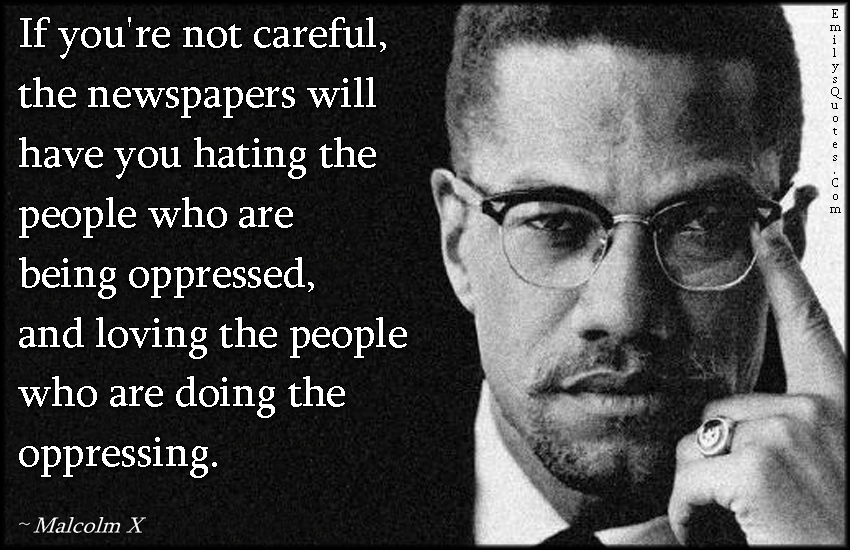 If you're not careful,
the newspapers will
have you hating the
people who are
being oppressed,
and loving the people
who are doing the
oppressing.
~ Malcolm X
EmilysQuotes.Com